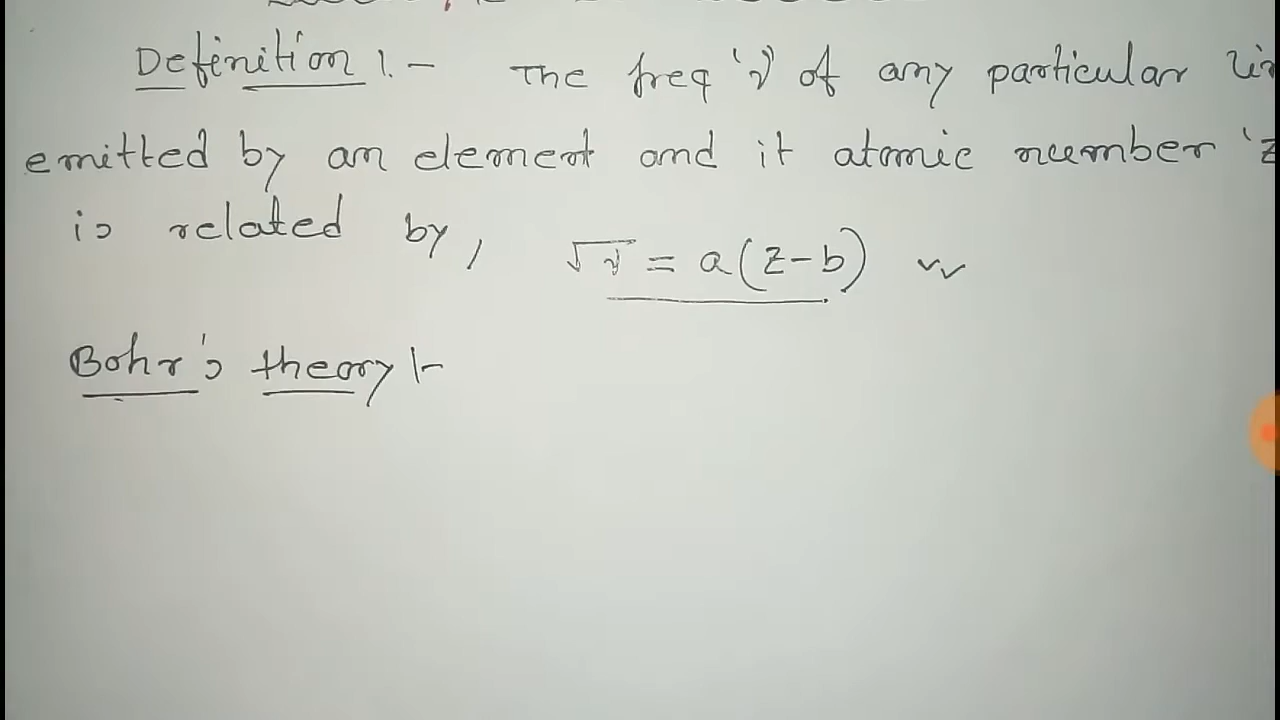 Definition :- The freq 'ν' of any particular
emitted by an element and it atomic number 'z
is related by, √ν = a(z-b)
Bohr's theory :-